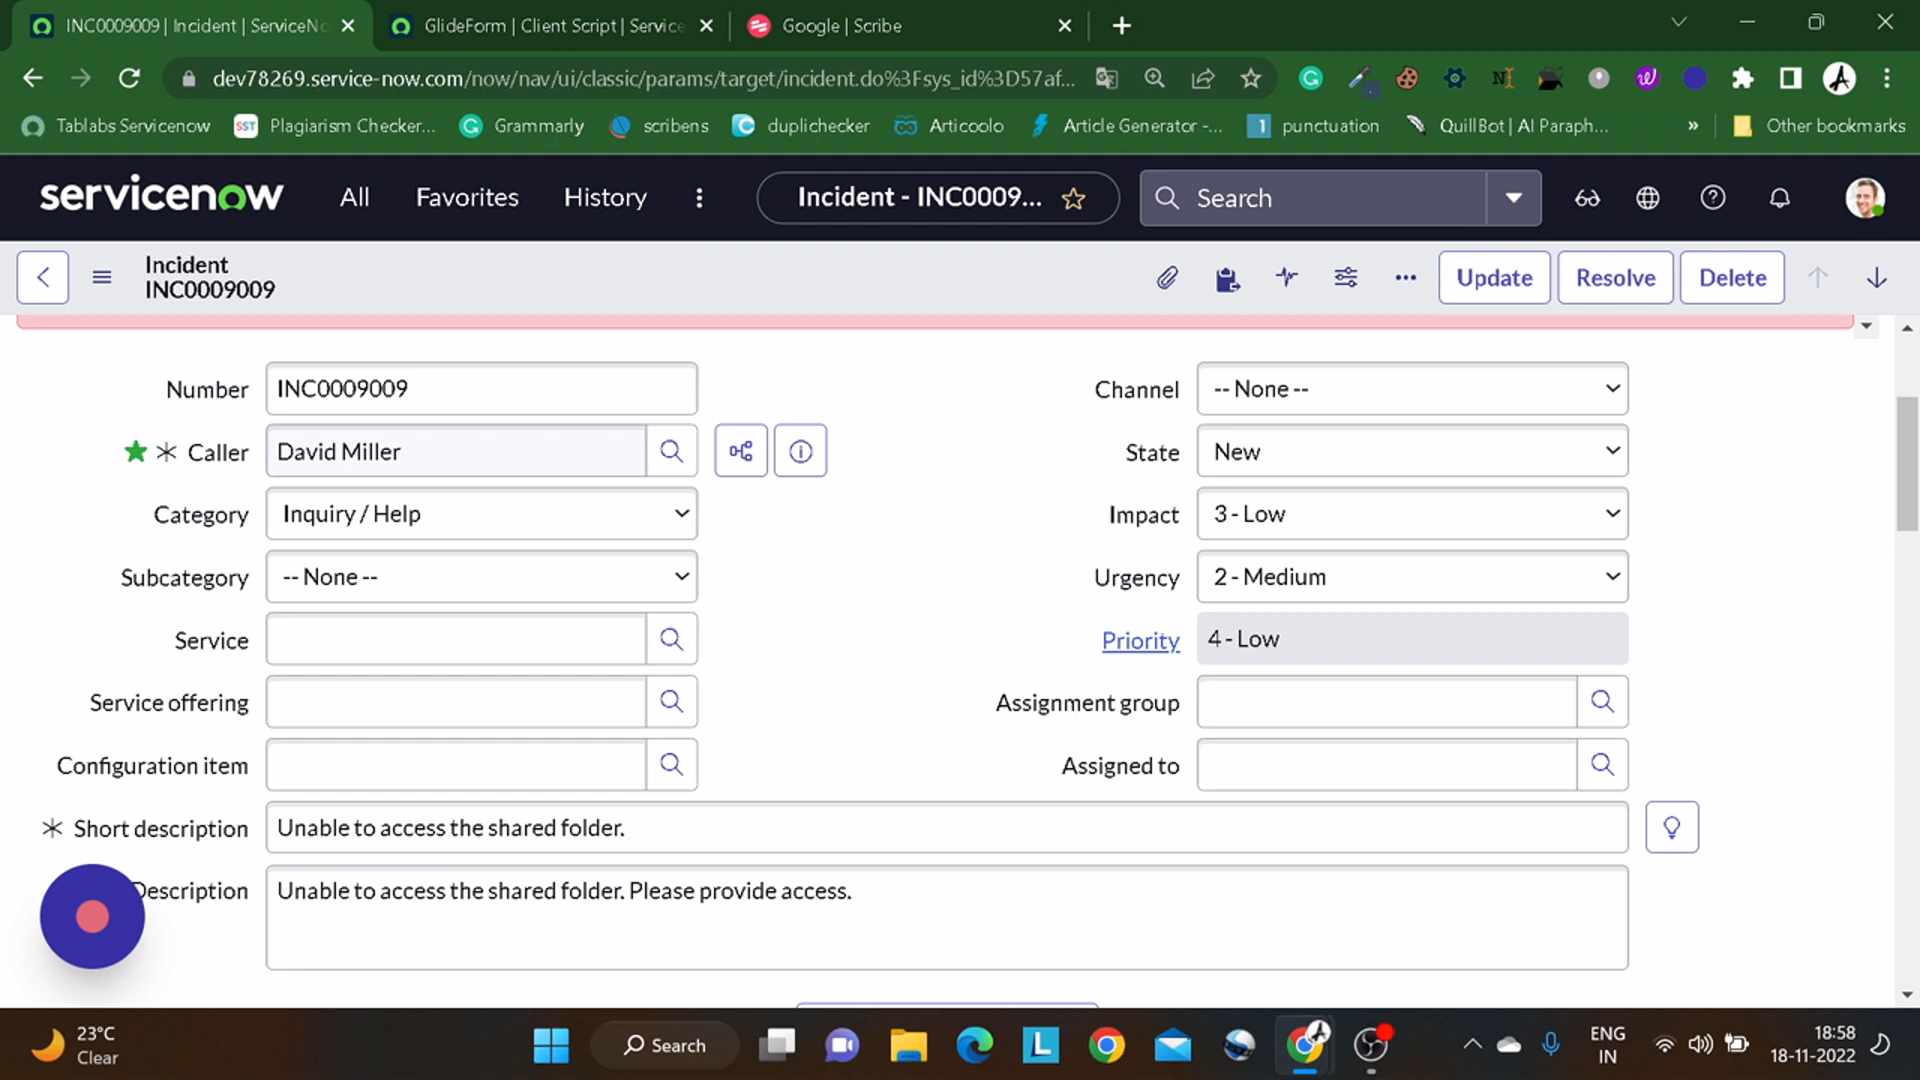 INC0009009 | Incident | ServiceNo
GlideForm | Client Script | Service
Google | Scribe
dev78269.service-now.com/now/nav/ui/classic/params/target/incident.do%3Fsys_id%3D57af...
Tablabs Servicenow
SST
Plagiarism Checker...
Grammarly
scribens
duplichecker
Articoolo
Article Generator -...
1
punctuation
QuillBot | AI Paraph...
»
Other bookmarks
servicenow
All
Favorites
History
Incident - INC0009...
Search
Incident
INC0009009
Update
Resolve
Delete
Number
INC0009009
Channel
-- None --
Caller
David Miller
State
New
Category
Inquiry / Help
Impact
3 - Low
Subcategory
-- None --
Urgency
2 - Medium
Service
Priority
4 - Low
Service offering
Assignment group
Configuration item
Assigned to
Short description
Unable to access the shared folder.
Description
Unable to access the shared folder. Please provide access.
23°C
Clear
Search
L
ENG
IN
18:58
18-11-2022